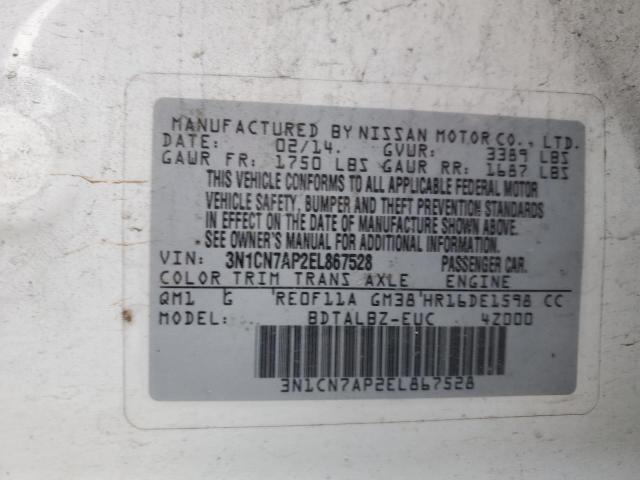 MANUFACTURED BY NISSAN MOTOR CO., LTD.
DATE: 02/14. GVWR: 3389 LBS
GAWR FR: 1750 LBS GAWR RR: 1687 LBS
THIS VEHICLE CONFORMS TO ALL APPLICABLE FEDERAL MOTOR
VEHICLE SAFETY, BUMPER AND THEFT PREVENTION STANDARDS
IN EFFECT ON THE DATE OF MANUFACTURE SHOWN ABOVE.
SEE OWNER'S MANUAL FOR ADDITIONAL INFORMATION.
VIN: 3N1CN7AP2EL867528 PASSENGER CAR.
COLOR TRIM TRANS AXLE ENGINE
QM1 G RE0F11A GM38 HR16DE1598 CC
MODEL: BDTALBZ-EUC 4Z000
3N1CN7AP2EL867528